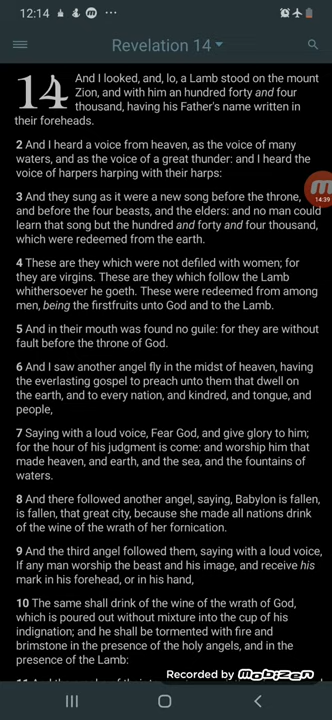 12:14
Revelation 14
14 And I looked, and, lo, a Lamb stood on the mount
Zion, and with him an hundred forty and four
thousand, having his Father's name written in
their foreheads.
2 And I heard a voice from heaven, as the voice of many
waters, and as the voice of a great thunder: and I heard the
voice of harpers harping with their harps:
3 And they sung as it were a new song before the throne,
and before the four beasts, and the elders: and no man could
learn that song but the hundred and forty and four thousand,
which were redeemed from the earth.
14:39
4 These are they which were not defiled with women; for
they are virgins. These are they which follow the Lamb
whithersoever he goeth. These were redeemed from among
men, being the firstfruits unto God and to the Lamb.
5 And in their mouth was found no guile: for they are without
fault before the throne of God.
6 And I saw another angel fly in the midst of heaven, having
the everlasting gospel to preach unto them that dwell on
the earth, and to every nation, and kindred, and tongue, and
people,
7 Saying with a loud voice, Fear God, and give glory to him;
for the hour of his judgment is come: and worship him that
made heaven, and earth, and the sea, and the fountains of
waters.
8 And there followed another angel, saying, Babylon is fallen,
is fallen, that great city, because she made all nations drink
of the wine of the wrath of her fornication.
9 And the third angel followed them, saying with a loud voice,
If any man worship the beast and his image, and receive his
mark in his forehead, or in his hand,
10 The same shall drink of the wine of the wrath of God,
which is poured out without mixture into the cup of his
indignation; and he shall be tormented with fire and
brimstone in the presence of the holy angels, and in the
presence of the Lamb:
Recorded by mobizen